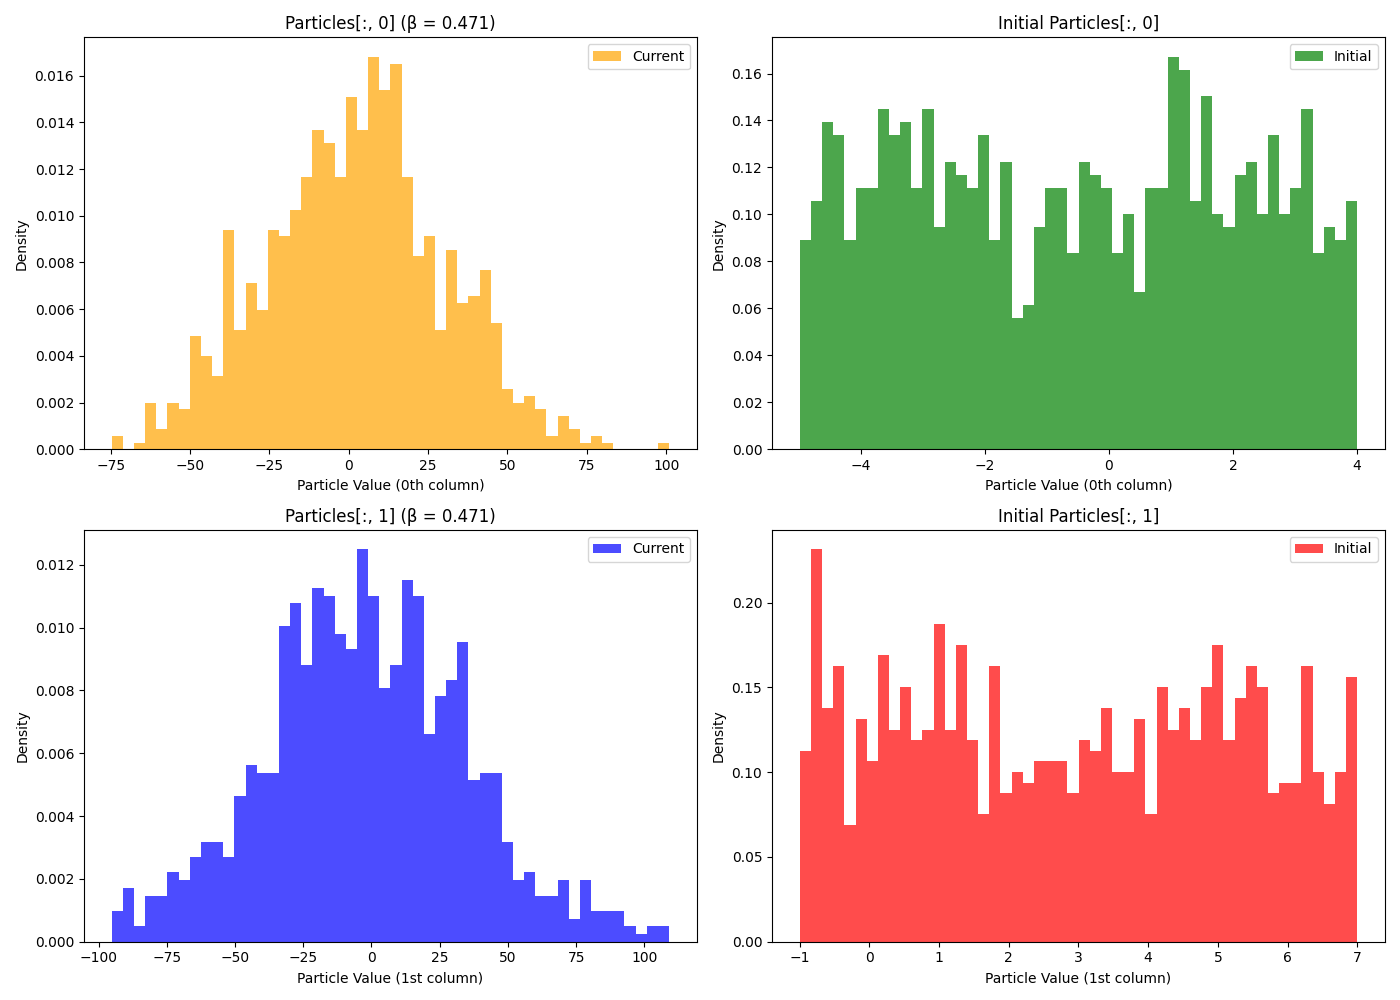 Particles[:, 0] (β = 0.471)
Current
Density
0.016
0.014
0.012
0.010
0.008
0.006
0.004
0.002
0.000
−75 −50 −25 0 25 50 75 100
Particle Value (0th column)
Initial Particles[:, 0]
Initial
Density
0.16
0.14
0.12
0.10
0.08
0.06
0.04
0.02
0.00
−4 −2 0 2 4
Particle Value (0th column)
Particles[:, 1] (β = 0.471)
Current
Density
0.012
0.010
0.008
0.006
0.004
0.002
0.000
−100 −75 −50 −25 0 25 50 75 100
Particle Value (1st column)
Initial Particles[:, 1]
Initial
Density
0.20
0.15
0.10
0.05
0.00
−1 0 1 2 3 4 5 6 7
Particle Value (1st column)